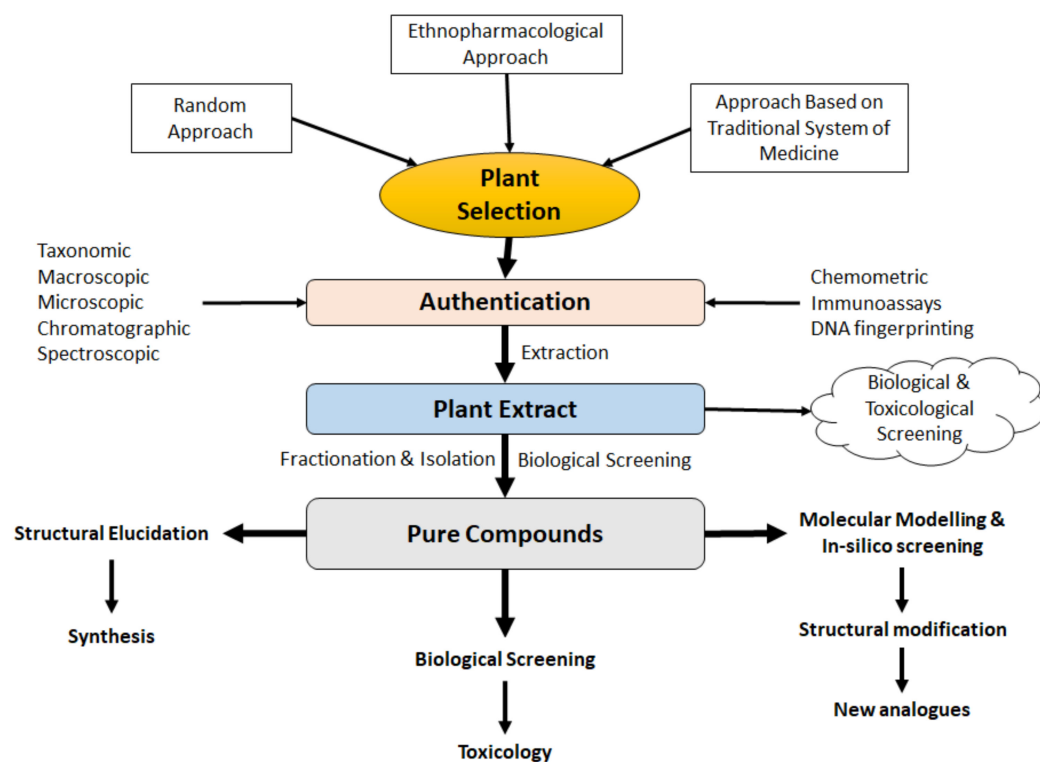 Ethnopharmacological
Approach
Random
Approach
Approach Based on
Traditional System of
Medicine
Plant
Selection
Taxonomic
Macroscopic
Microscopic
Chromatographic
Spectroscopic
Authentication
Chemometric
Immunoassays
DNA fingerprinting
Extraction
Plant Extract
Biological &
Toxicological
Screening
Fractionation & Isolation
Biological Screening
Pure Compounds
Structural Elucidation
Synthesis
Molecular Modelling &
In-silico screening
Structural modification
New analogues
Biological Screening
Toxicology